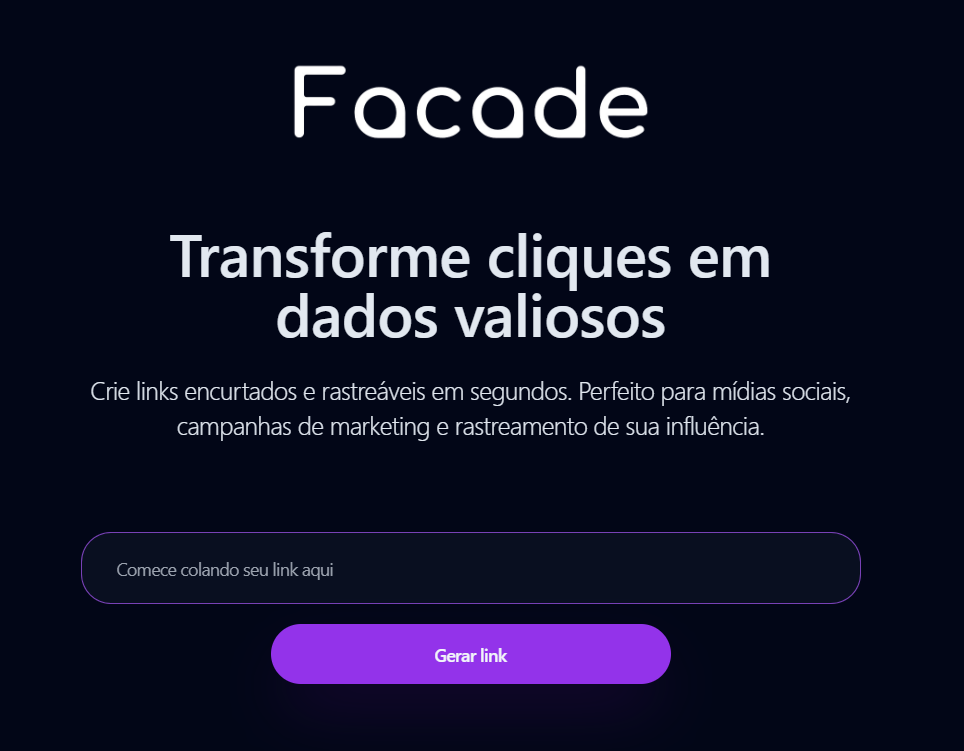 Facade
Transforme cliques em
dados valiosos
Crie links encurtados e rastreáveis em segundos. Perfeito para mídias sociais,
campanhas de marketing e rastreamento de sua influência.
Comece colando seu link aqui
Gerar link